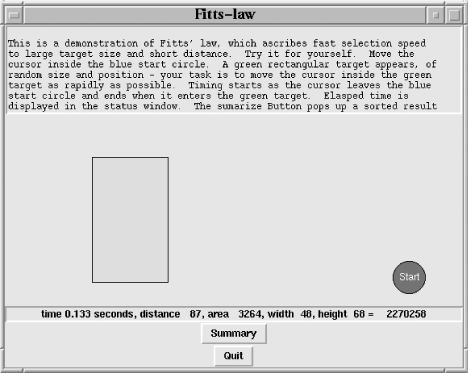 Fitts-law
This is a demonstration of Fitts' law, which ascribes fast selection speed
to large target size and short distance.  Try it for yourself.  Move the
cursor inside the blue start circle.  A green rectangular target appears, of
random size and position - your task is to move the cursor inside the green
target as rapidly as possible.  Timing starts as the cursor leaves the blue
start circle and ends when it enters the green target.  Elasped time is
displayed in the status window.  The sumarize Button pops up a sorted result
Start
time 0.133 seconds, distance   87, area   3264, width  48, height  68 =    2270258
Summary
Quit